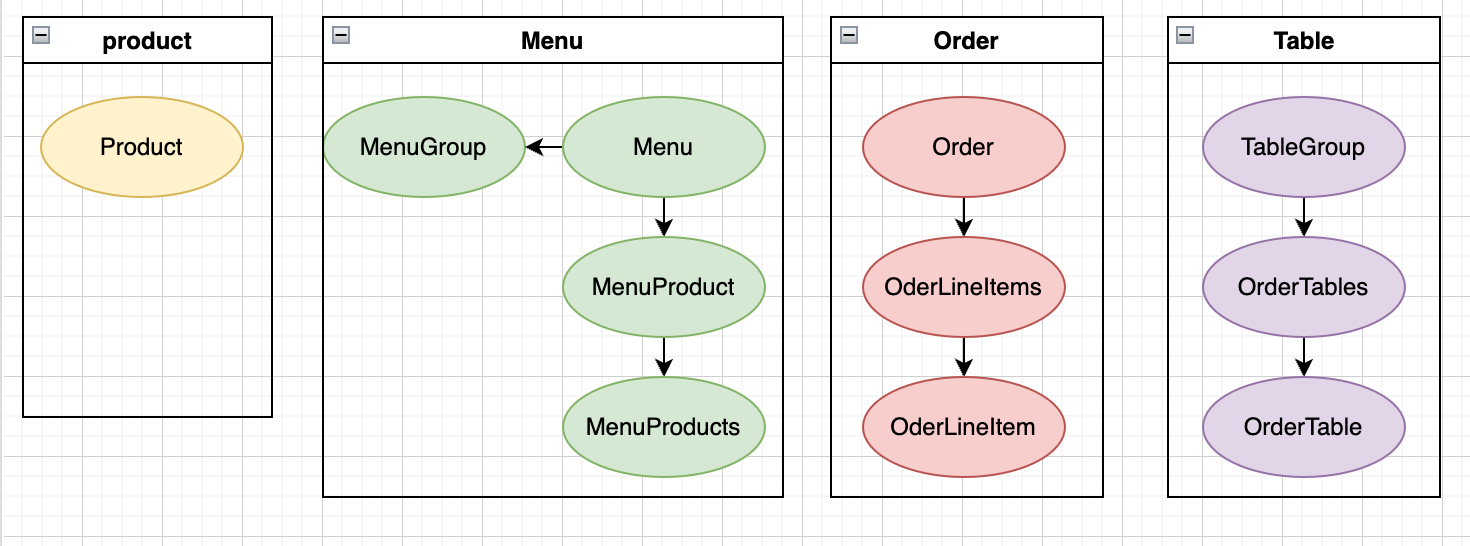 product
Menu
Order
Table
Product
MenuGroup
Menu
Order
TableGroup
MenuProduct
OderLineItems
OrderTables
MenuProducts
OderLineItem
OrderTable